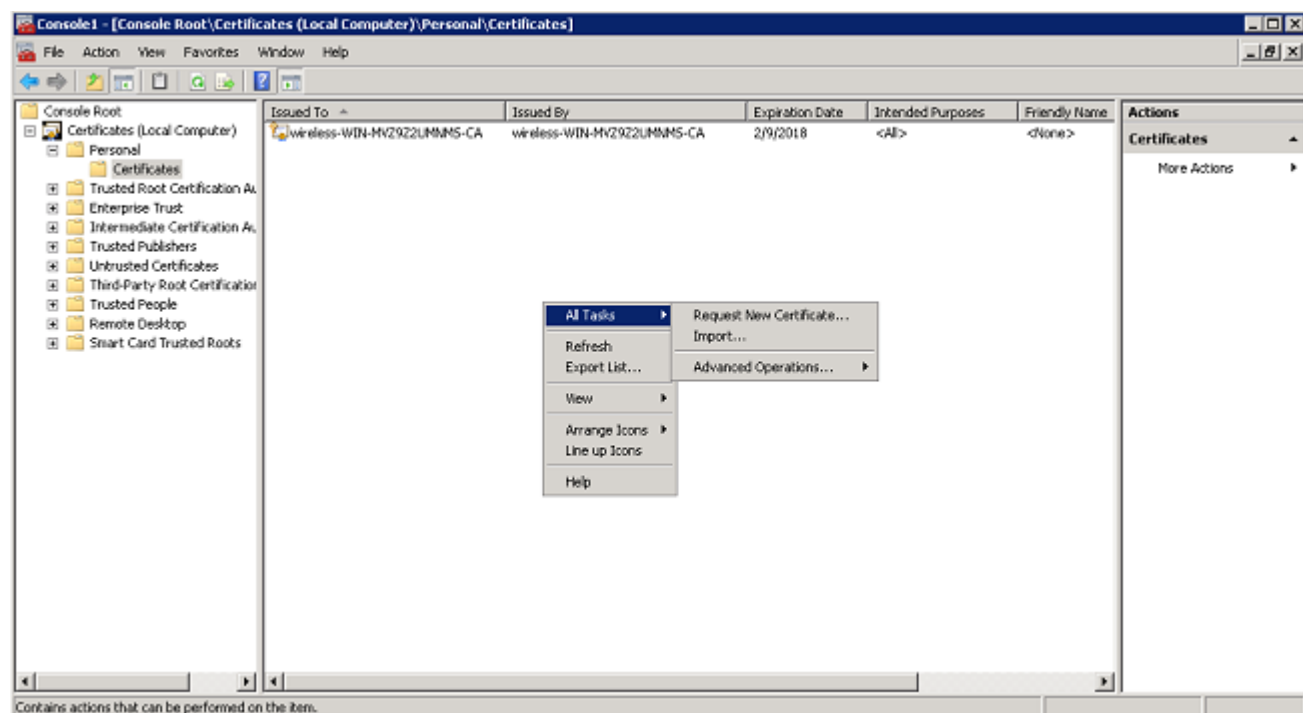 Console1 - [Console Root\Certificates (Local Computer)\Personal\Certificates]
File Action View Favorites Window Help
Console Root
Certificates (Local Computer)
Personal
Certificates
Trusted Root Certification Au
Enterprise Trust
Intermediate Certification Au
Trusted Publishers
Untrusted Certificates
Third-Party Root Certification
Trusted People
Remote Desktop
Smart Card Trusted Roots
Issued To Issued By Expiration Date Intended Purposes Friendly Name
wireless-WIN-MVZ9Z2UMNMS-CA wireless-WIN-MVZ9Z2UMNMS-CA 2/9/2018 <All> <None>
All Tasks
Refresh
Export List...
View
Arrange Icons
Line up Icons
Help
Request New Certificate...
Import...
Advanced Operations...
Actions
Certificates
More Actions
Contains actions that can be performed on the item.